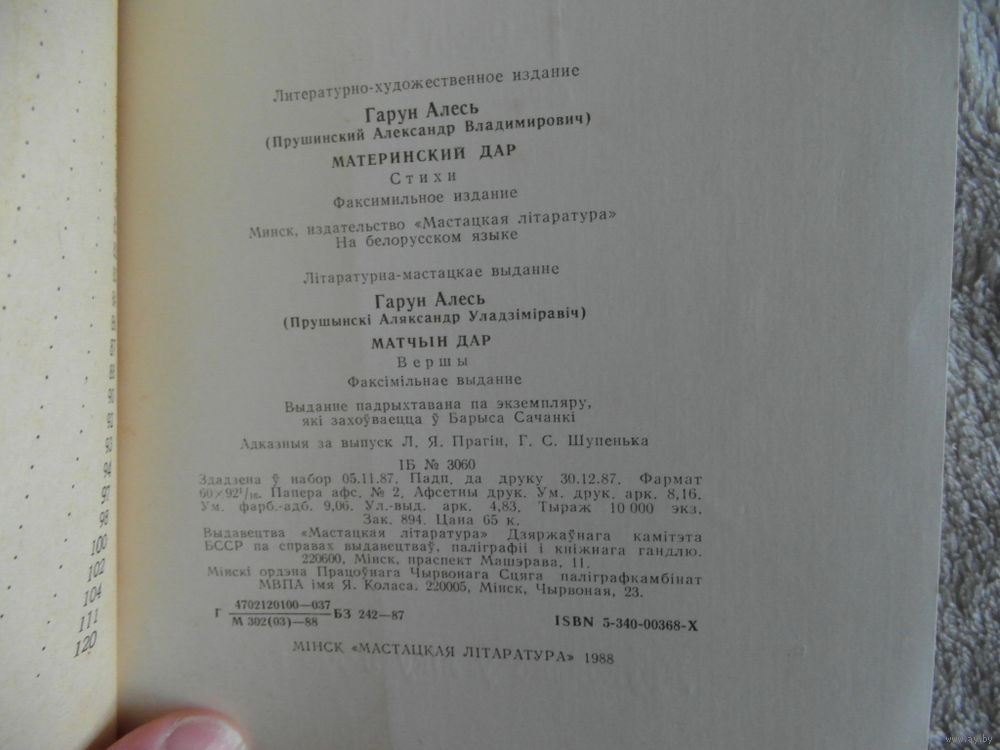 Литературно-художественное издание
Гарун Алесь
(Прушинский Александр Владимирович)
МАТЕРИНСКИЙ ДАР
Стихи
Факсимильное издание
Минск, издательство «Мастацкая літаратура»
На белорусском языке
Літаратурна-мастацкае выданне
Гарун Алесь
(Прушынскі Аляксандр Уладзіміравіч)
МАТЧЫН ДАР
Вершы
Факсімільнае выданне
Выданне падрыхтавана па экземпляру,
які захоўваецца ў Барыса Сачанкі
Адказныя за выпуск Л. Я. Прагін, Г. С. Шупенька
ІБ № 3060
Здадзена ў набор 05.11.87. Падп. да друку 30.12.87. Фармат
60×92¹/₁₆. Папера афс. № 2. Афсетны друк. Ум. друк. арк. 8,16.
Ум. фарб.-адб. 9,06. Ул.-выд. арк. 4,83. Тыраж 10 000 экз.
Зак. 894. Цана 65 к.
Выдавецтва «Мастацкая літаратура» Дзяржаўнага камітэта
БССР па справах выдавецтваў, паліграфіі і кніжнага гандлю.
220600, Мінск, праспект Машэрава, 11.
Мінскі ордэна Працоўнага Чырвонага Сцяга паліграфкамбінат
МВПА імя Я. Коласа. 220005, Мінск, Чырвоная, 23.
Г 4702120100—037 БЗ 242—87
М 302(03)—88
ISBN 5-340-00368-X
МІНСК «МАСТАЦКАЯ ЛІТАРАТУРА» 1988
87
88
90
92
93
94
97
98
100
102
104
111
120
www.ay.by